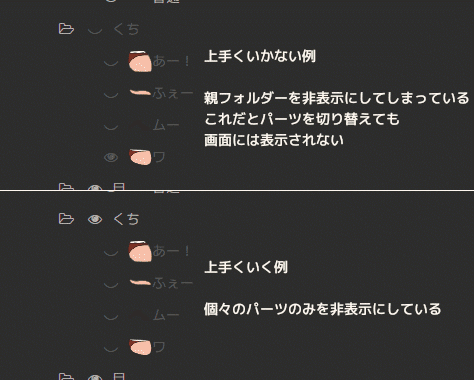 くち
あー！
上手くいかない例
ふぇー
親フォルダーを非表示にしてしまっている
ムー
これだとパーツを切り替えても
画面には表示されない
ワ
くち
あー！
上手くいく例
ふぇー
ムー
個々のパーツのみを非表示にしている
ワ